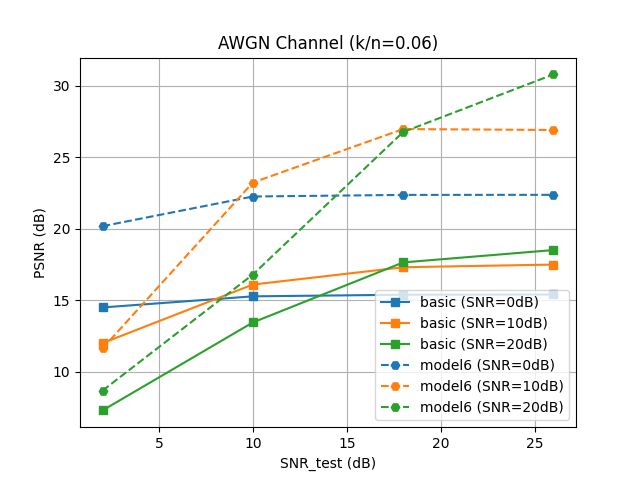 AWGN Channel (k/n=0.06)
PSNR (dB)
30
25
20
15
10
5
10
15
20
25
SNR_test (dB)
basic (SNR=0dB)
basic (SNR=10dB)
basic (SNR=20dB)
model6 (SNR=0dB)
model6 (SNR=10dB)
model6 (SNR=20dB)